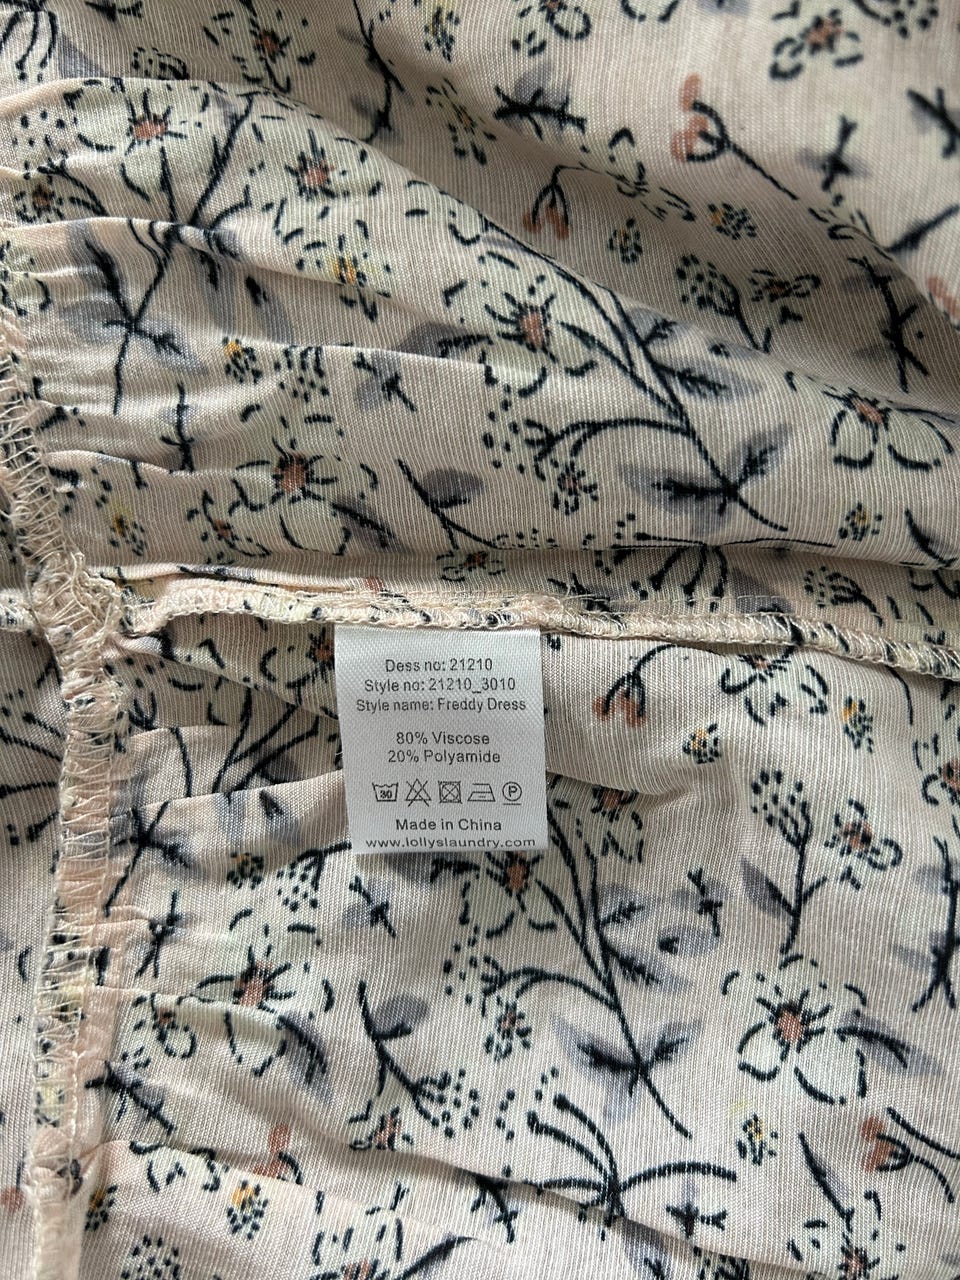 Dess no: 21210
Style no: 21210_3010
Style name: Freddy Dress
80% Viscose
20% Polyamide
30
P
Made in China
www.lollyslaundry.com